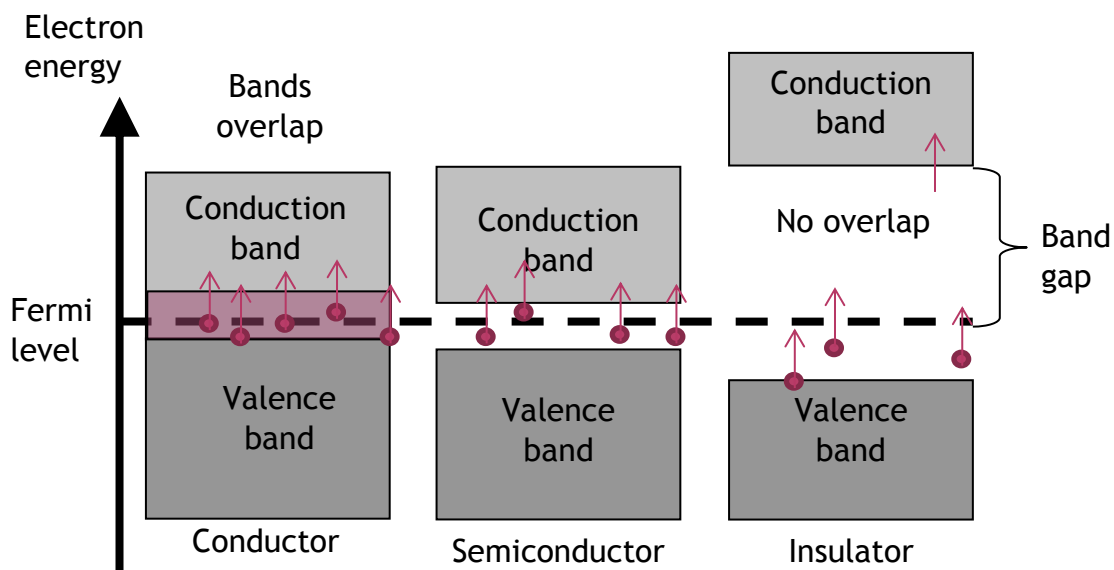 Electron
energy
Bands
overlap
Conduction
band
Conduction
band
Conduction
band
No overlap
Band
gap
Fermi
level
Valence
band
Valence
band
Valence
band
Conductor
Semiconductor
Insulator